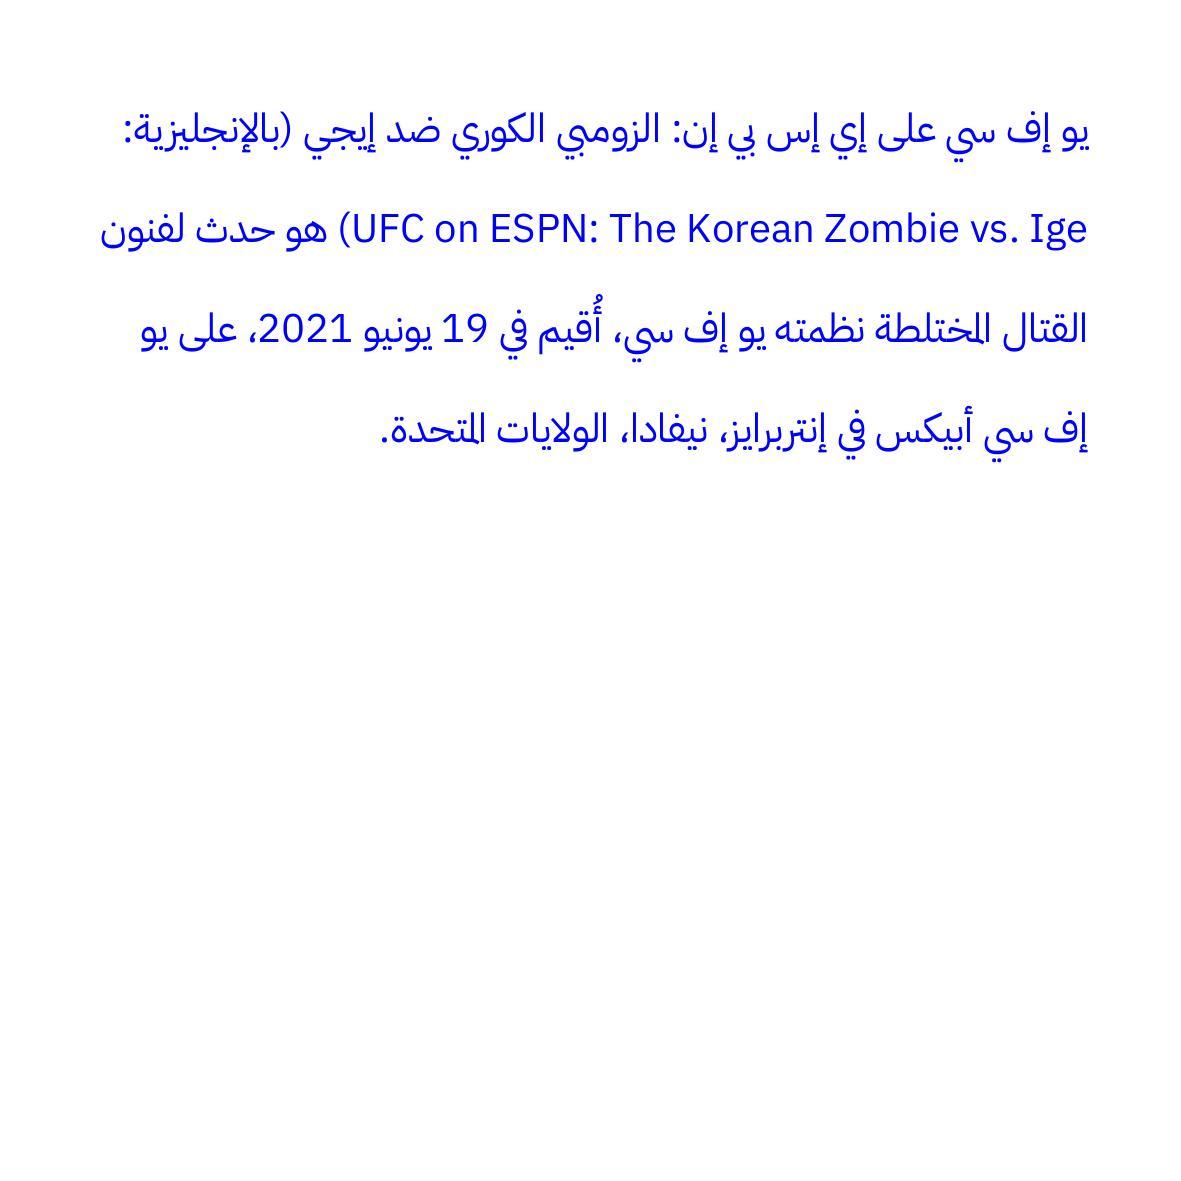 يو إف سي على إي إس بي إن: الزومبي الكوري ضد إيجي (بالإنجليزية:
UFC on ESPN: The Korean Zombie vs. Ige) هو حدث لفنون
القتال المختلطة نظمته يو إف سي، أُقيم في 19 يونيو 2021، على يو
إف سي أبيكس في إنتربرايز، نيفادا، الولايات المتحدة.